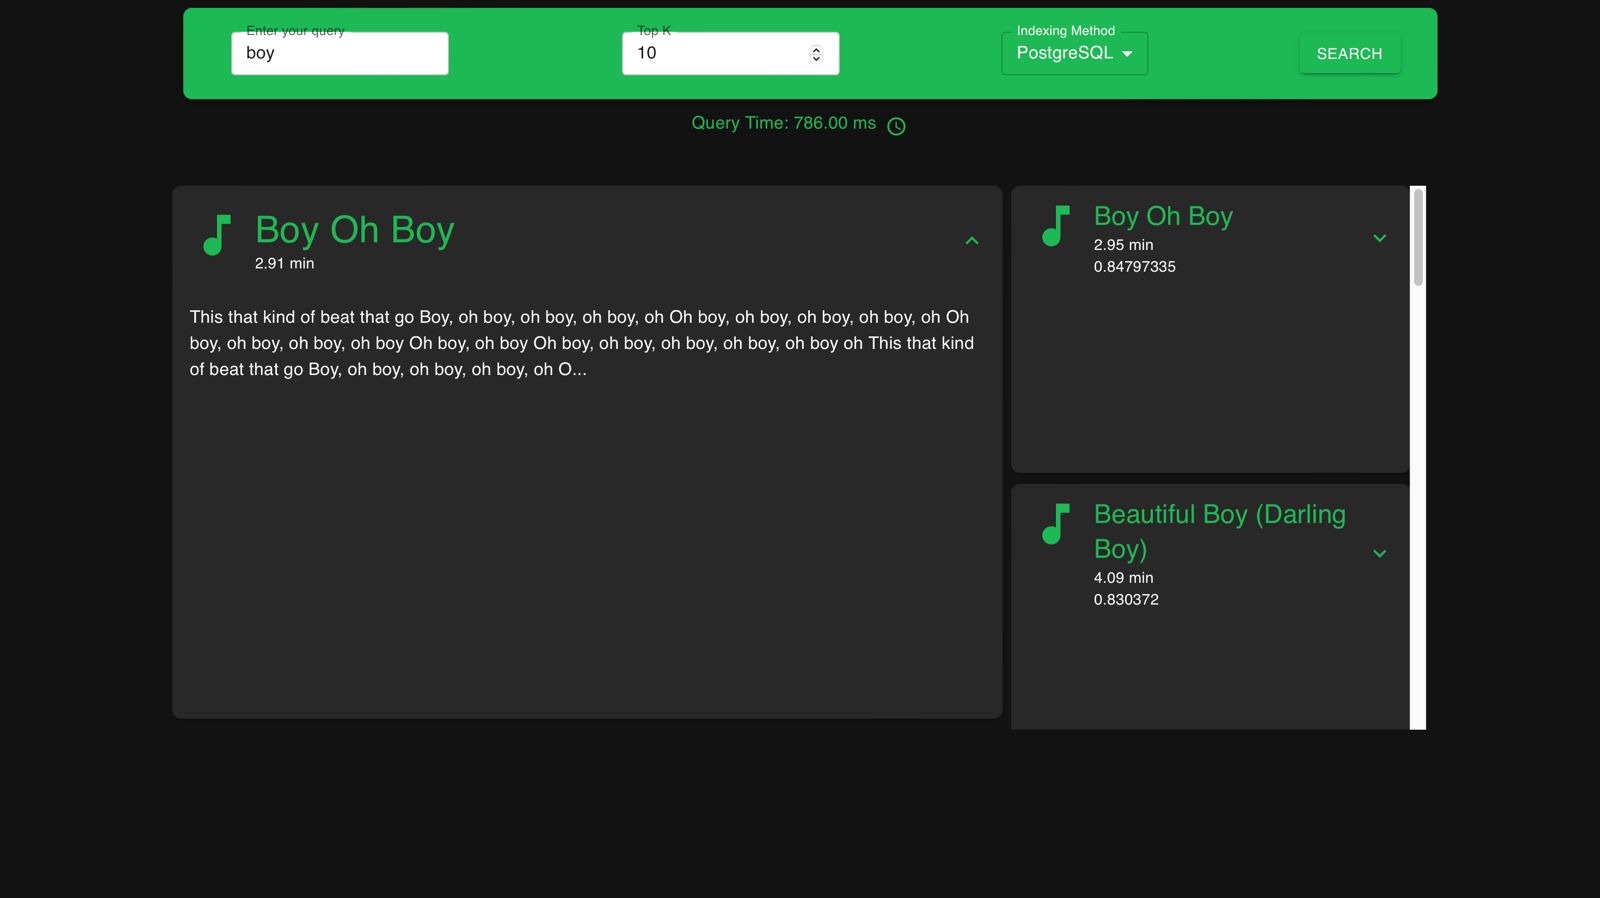 Enter your query
boy
Top K
10
Indexing Method
PostgreSQL
SEARCH
Query Time: 786.00 ms
Boy Oh Boy
2.91 min
This that kind of beat that go Boy, oh boy, oh boy, oh boy, oh Oh boy, oh boy, oh boy, oh boy, oh Oh
boy, oh boy, oh boy, oh boy Oh boy, oh boy Oh boy, oh boy, oh boy, oh boy, oh boy oh This that kind
of beat that go Boy, oh boy, oh boy, oh boy, oh O...
Boy Oh Boy
2.95 min
0.84797335
Beautiful Boy (Darling
Boy)
4.09 min
0.830372